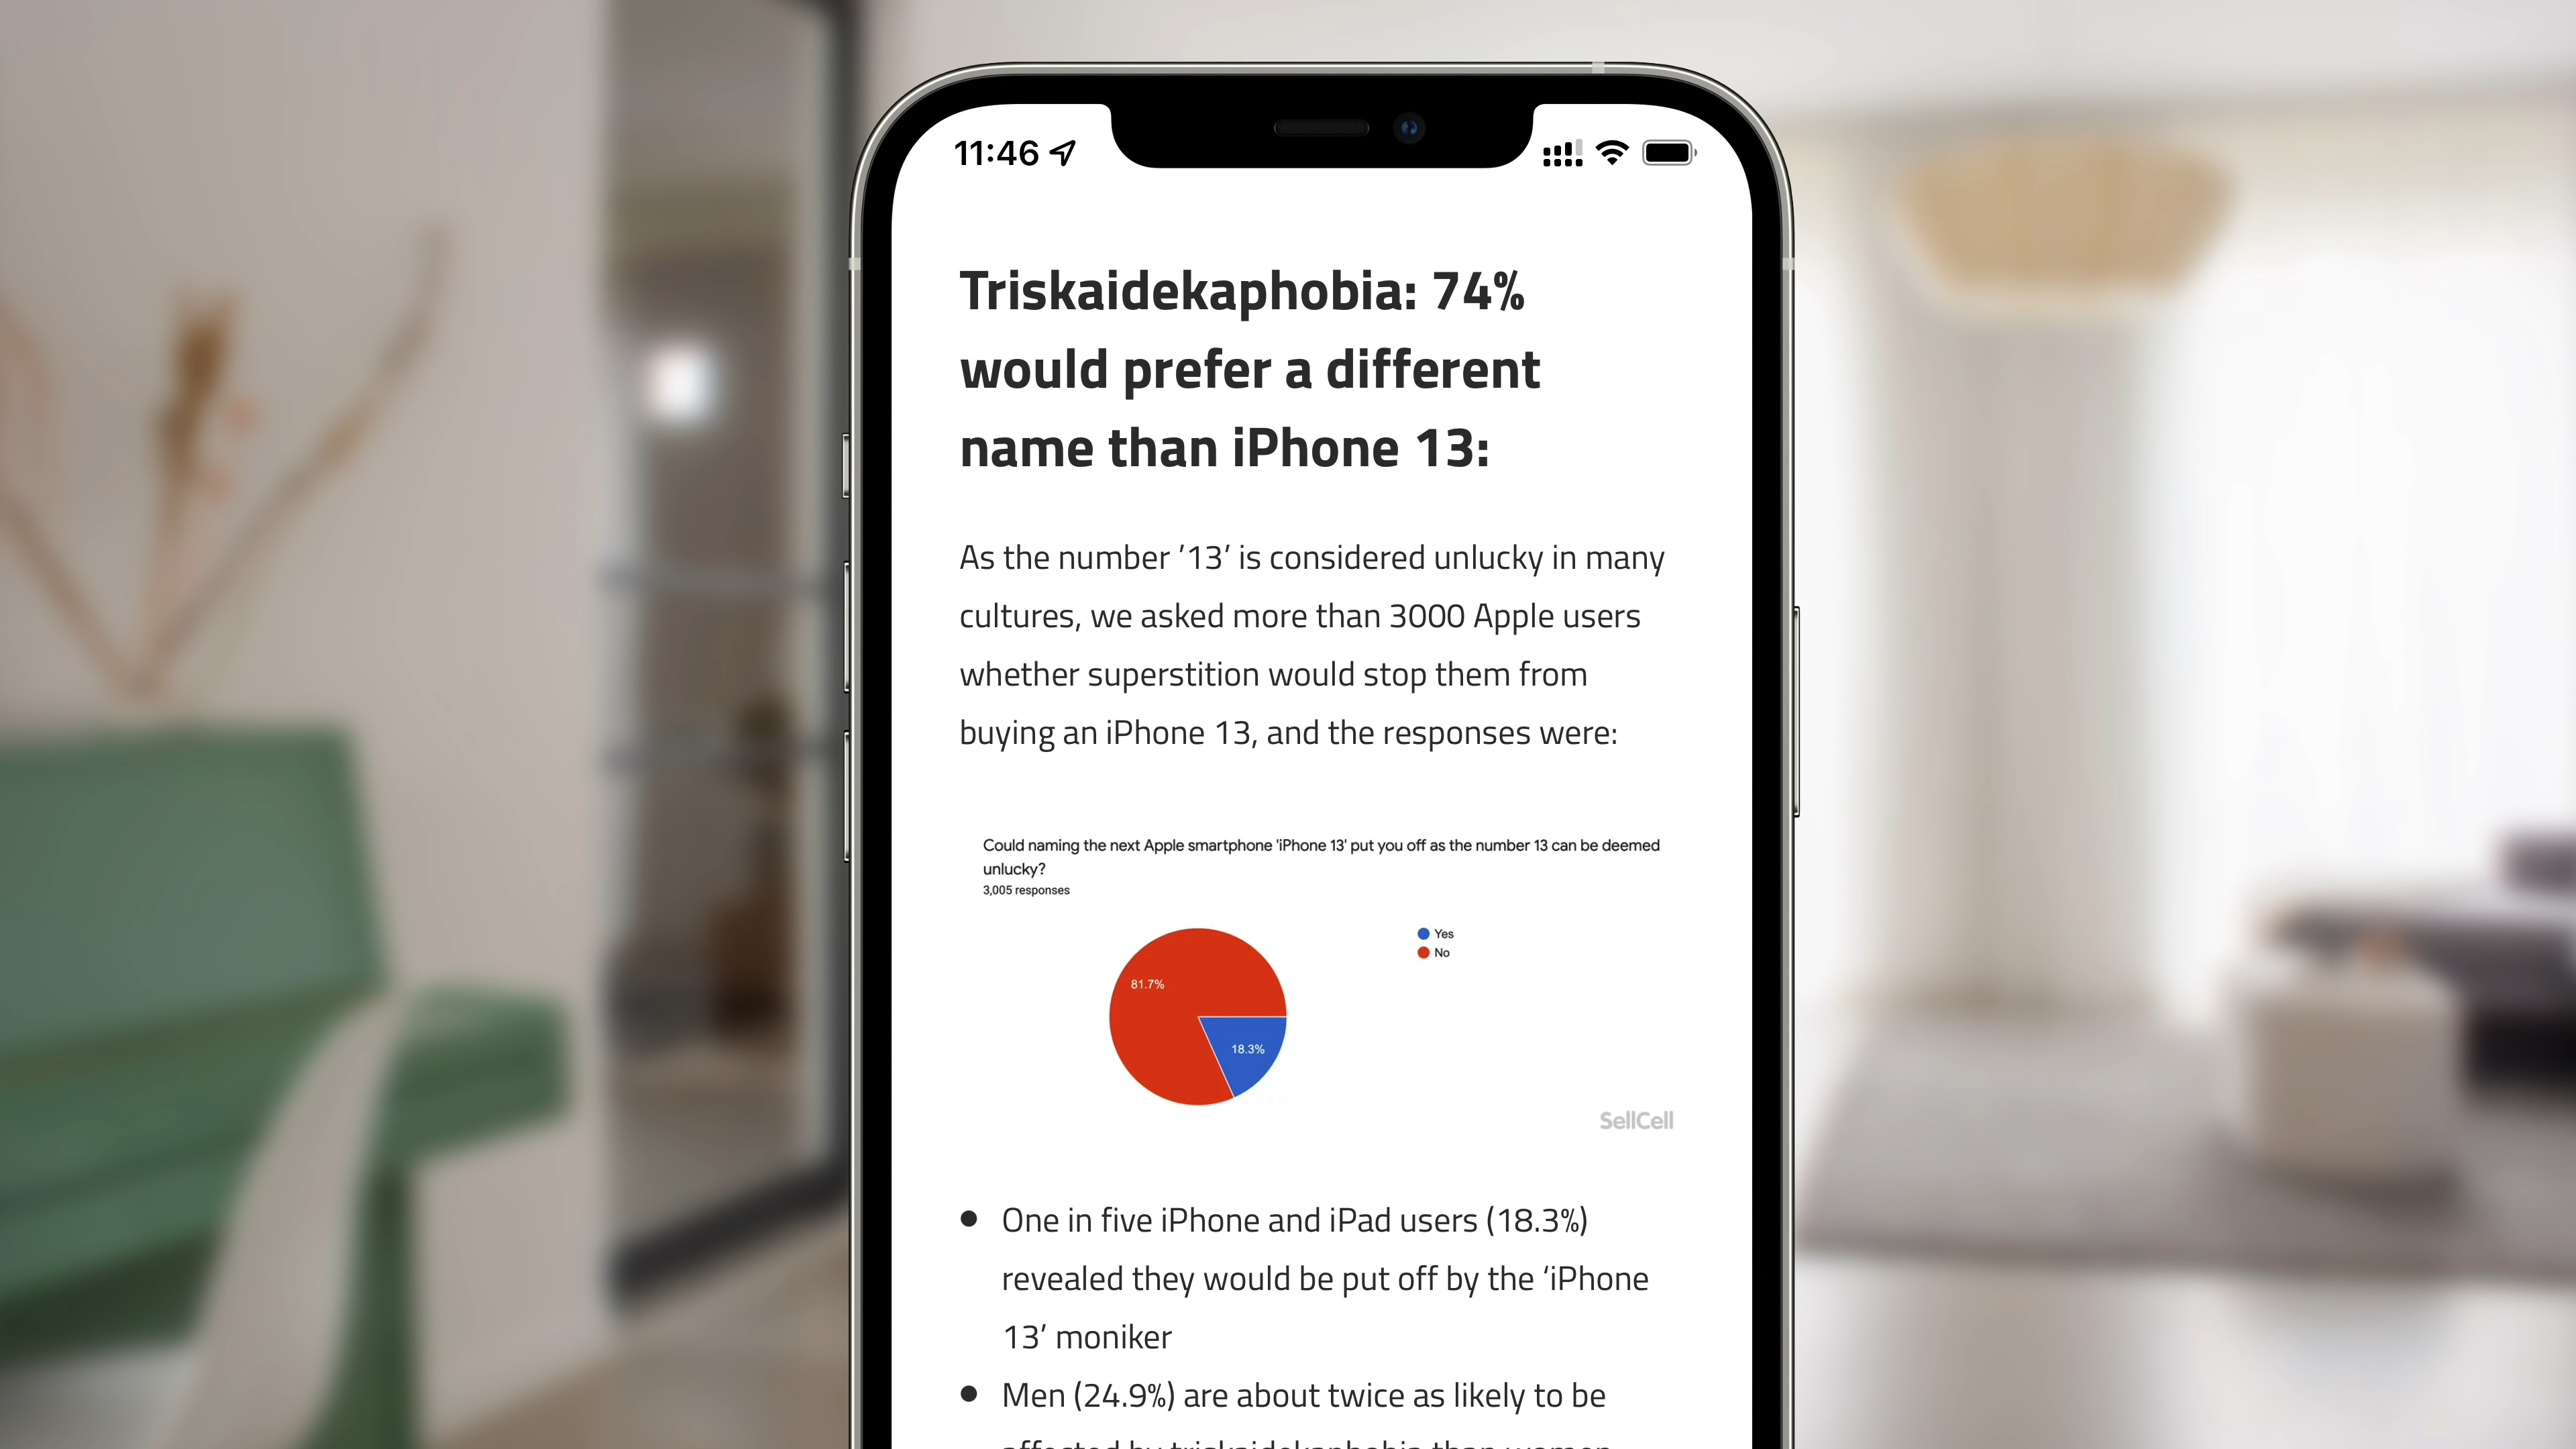 11:46
Triskaidekaphobia: 74%
would prefer a different
name than iPhone 13:
As the number ’13’ is considered unlucky in many
cultures, we asked more than 3000 Apple users
whether superstition would stop them from
buying an iPhone 13, and the responses were:
Could naming the next Apple smartphone 'iPhone 13' put you off as the number 13 can be deemed
unlucky?
3,005 responses
Yes
No
81.7%
18.3%
SellCell
● One in five iPhone and iPad users (18.3%)
revealed they would be put off by the ‘iPhone
13’ moniker
● Men (24.9%) are about twice as likely to be
affected by triskaidekaphobia than women